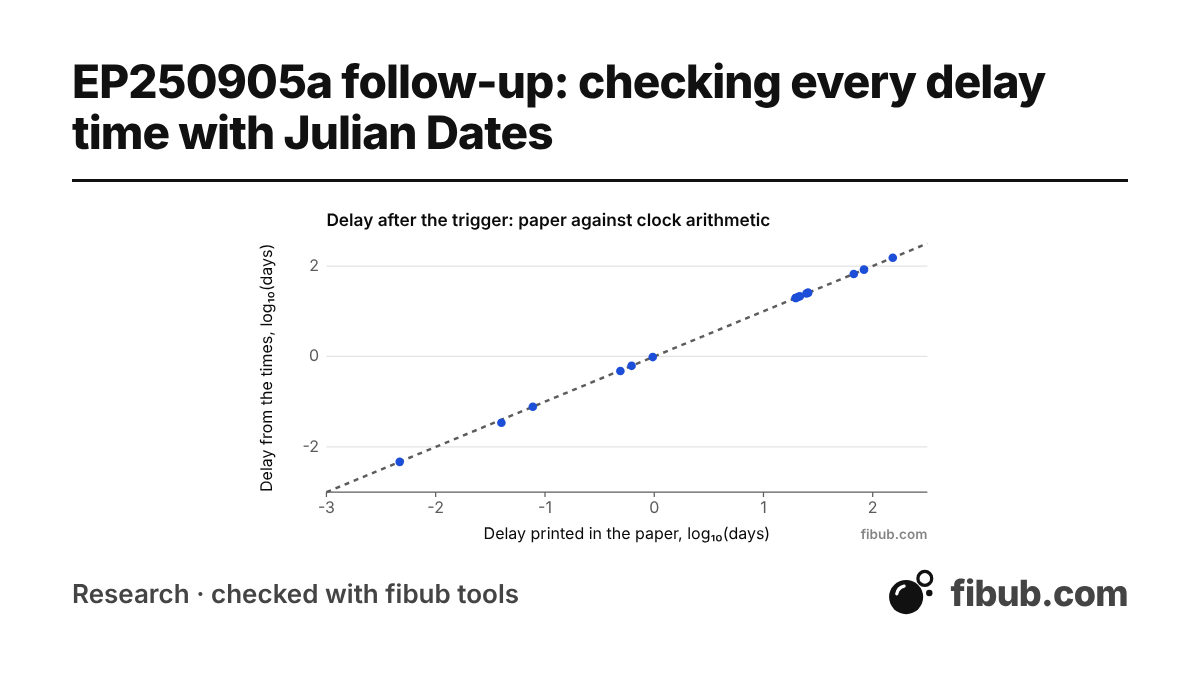 EP250905a follow-up: checking every delay
time with Julian Dates
Delay after the trigger: paper against clock arithmetic
Delay from the times, log₁₀(days)
2
0
-2
-3
-2
-1
0
1
2
Delay printed in the paper, log₁₀(days)
fibub.com
Research · checked with fibub tools
fibub.com